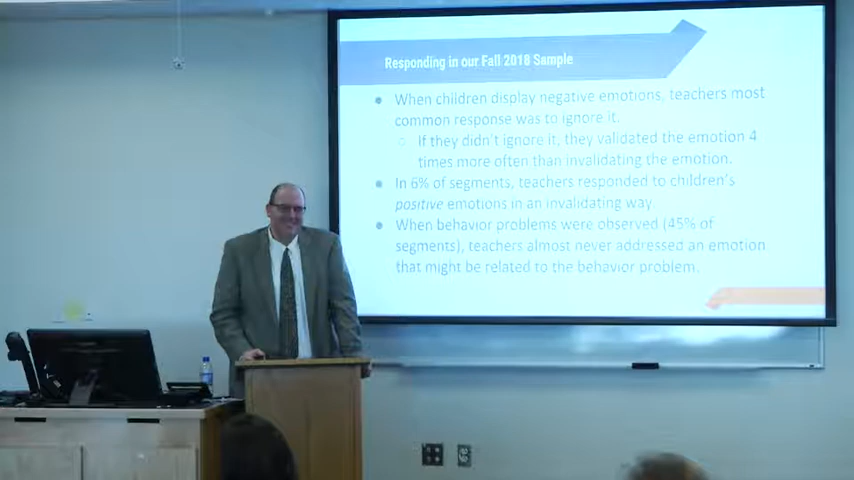 Responding in our Fall 2018 Sample
When children display negative emotions, teachers most
common response was to ignore it.
If they didn't ignore it, they validated the emotion 4
times more often than invalidating the emotion.
In 6% of segments, teachers responded to children's
positive emotions in an invalidating way.
When behavior problems were observed (45% of
segments), teachers almost never addressed an emotion
that might be related to the behavior problem.